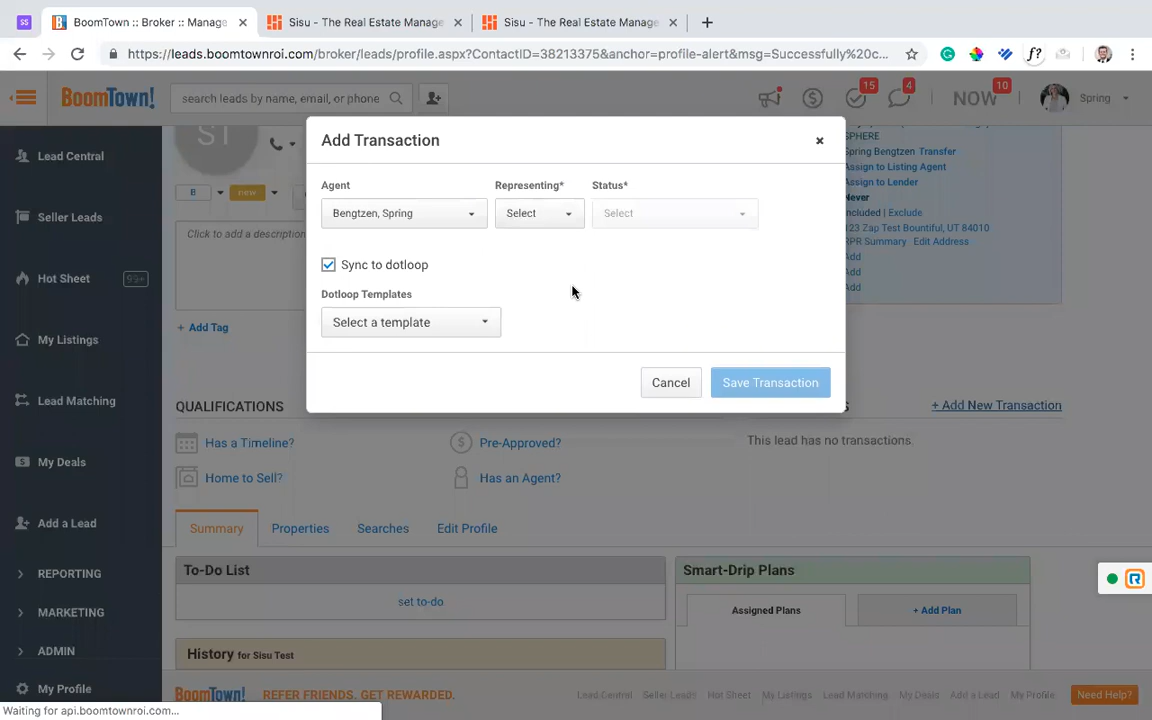 BoomTown :: Broker :: Manage
Sisu - The Real Estate Manage
Sisu - The Real Estate Manage
https://leads.boomtownroi.com/broker/leads/profile.aspx?ContactID=38213375&anchor=profile-alert&msg=Successfully%20c...
BOOMTOWN!
search leads by name, email, or phone
15
4
NOW
10
Spring
Lead Central
Seller Leads
Hot Sheet
99+
My Listings
Lead Matching
My Deals
Add a Lead
REPORTING
MARKETING
ADMIN
My Profile
ST
B
new
Click to add a description
+ Add Tag
SPHERE
Spring Bengtzen Transfer
Assign to Listing Agent
Assign to Lender
Never
Included | Exclude
123 Zap Test Bountiful, UT 84010
RPR Summary Edit Address
Add
Add
Add
Add Transaction
×
Agent
Representing*
Status*
Bengtzen, Spring
Select
Select
Sync to dotloop
Dotloop Templates
Select a template
Cancel
Save Transaction
QUALIFICATIONS
Has a Timeline?
Pre-Approved?
Home to Sell?
Has an Agent?
+ Add New Transaction
This lead has no transactions.
Summary
Properties
Searches
Edit Profile
To-Do List
set to-do
Smart-Drip Plans
Assigned Plans
+ Add Plan
History for Sisu Test
BOOMTOWN!
REFER FRIENDS. GET REWARDED.
Lead Central
Seller Leads
Hot Sheet
My Listings
Lead Matching
My Deals
Add a Lead
My Profile
Need Help?
Waiting for api.boomtownroi.com...